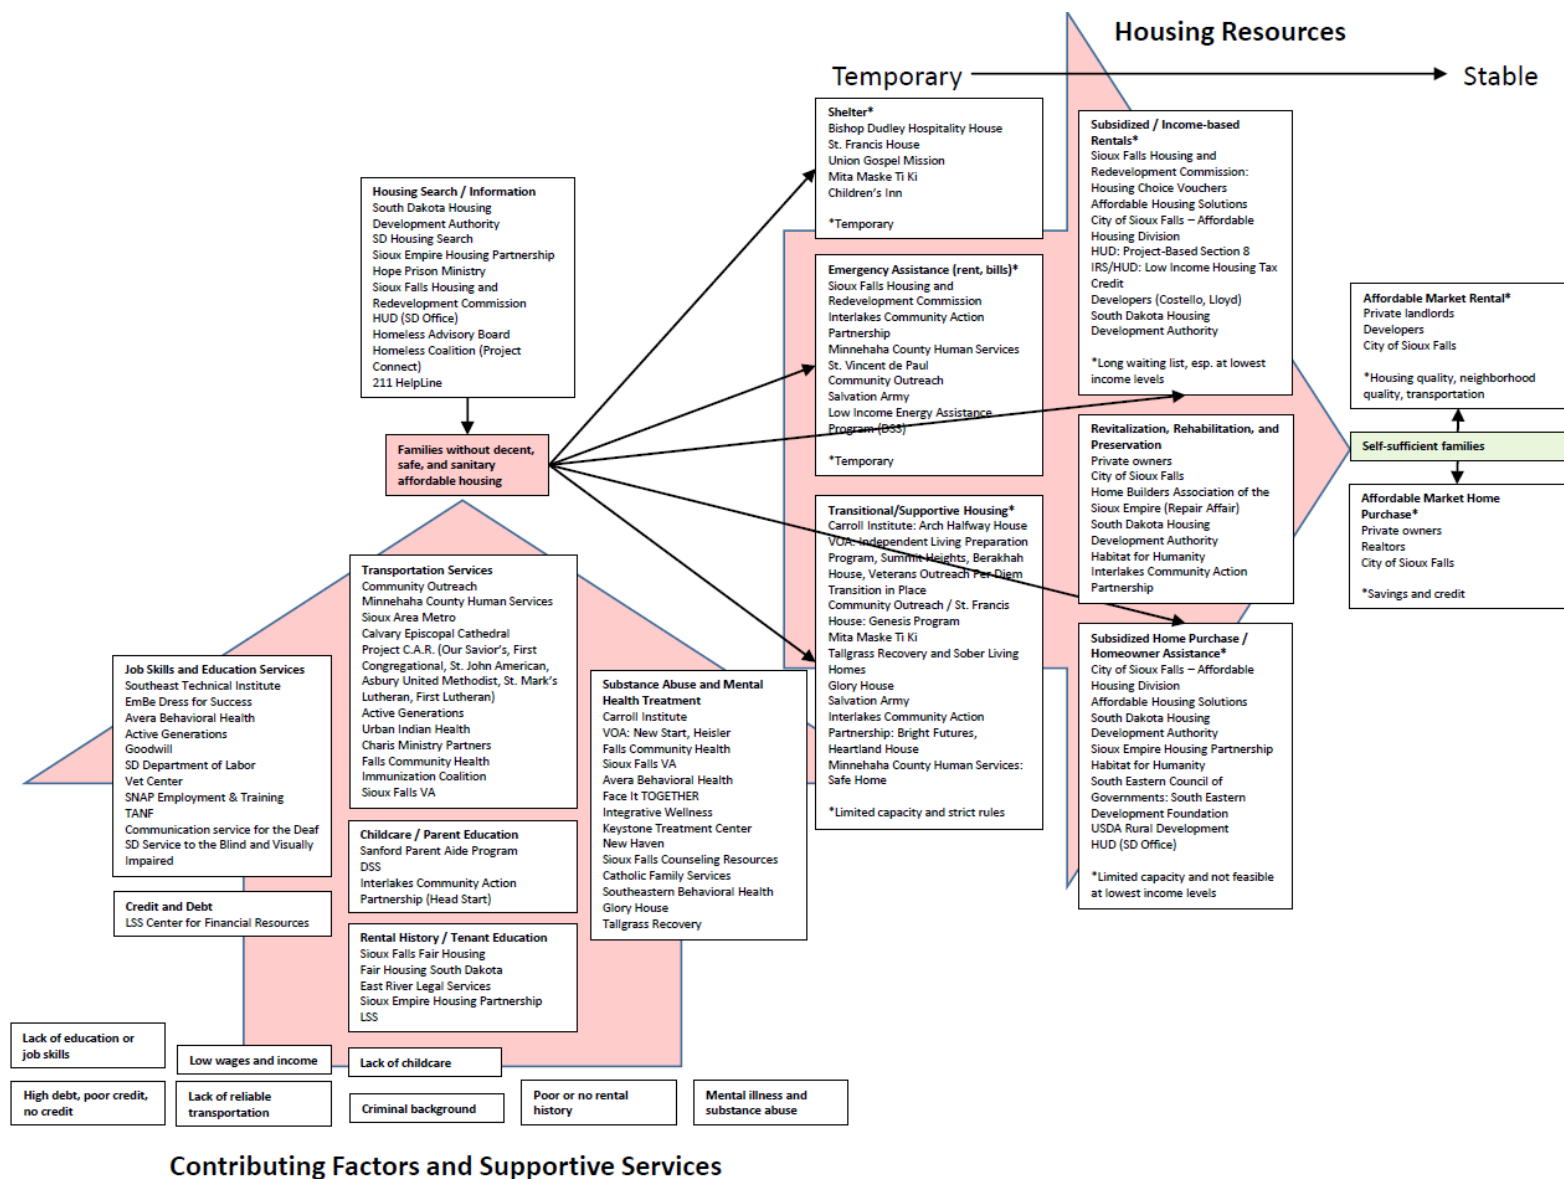 Housing Resources
Temporary
Stable
Shelter*
Bishop Dudley Hospitality House
St. Francis House
Union Gospel Mission
Mita Maske Ti Ki
Children's Inn
*Temporary
Subsidized / Income-based
Rentals*
Sioux Falls Housing and
Redevelopment Commission:
Housing Choice Vouchers
Affordable Housing Solutions
City of Sioux Falls – Affordable
Housing Division
HUD: Project-Based Section 8
IRS/HUD: Low Income Housing Tax
Credit
Developers (Costello, Lloyd)
South Dakota Housing
Development Authority
*Long waiting list, esp. at lowest
income levels
Housing Search / Information
South Dakota Housing
Development Authority
SD Housing Search
Sioux Empire Housing Partnership
Hope Prison Ministry
Sioux Falls Housing and
Redevelopment Commission
HUD (SD Office)
Homeless Advisory Board
Homeless Coalition (Project
Connect)
211 HelpLine
Emergency Assistance (rent, bills)*
Sioux Falls Housing and
Redevelopment Commission
Interlakes Community Action
Partnership
Minnehaha County Human Services
St. Vincent de Paul
Community Outreach
Salvation Army
Low Income Energy Assistance
Program (DSS)
*Temporary
Affordable Market Rental*
Private landlords
Developers
City of Sioux Falls
*Housing quality, neighborhood
quality, transportation
Families without decent,
safe, and sanitary
affordable housing
Revitalization, Rehabilitation, and
Preservation
Private owners
City of Sioux Falls
Home Builders Association of the
Sioux Empire (Repair Affair)
South Dakota Housing
Development Authority
Habitat for Humanity
Interlakes Community Action
Partnership
Self-sufficient families
Affordable Market Home
Purchase*
Private owners
Realtors
City of Sioux Falls
*Savings and credit
Transitional/Supportive Housing*
Carroll Institute: Arch Halfway House
VOA: Independent Living Preparation
Program, Summit Heights, Berakhah
House, Veterans Outreach Per Diem
Transition in Place
Community Outreach / St. Francis
House: Genesis Program
Mita Maske Ti Ki
Tallgrass Recovery and Sober Living
Homes
Glory House
Salvation Army
Interlakes Community Action
Partnership: Bright Futures,
Heartland House
Minnehaha County Human Services:
Safe Home
*Limited capacity and strict rules
Subsidized Home Purchase /
Homeowner Assistance*
City of Sioux Falls – Affordable
Housing Division
Affordable Housing Solutions
South Dakota Housing
Development Authority
Sioux Empire Housing Partnership
Habitat for Humanity
South Eastern Council of
Governments: South Eastern
Development Foundation
USDA Rural Development
HUD (SD Office)
*Limited capacity and not feasible
at lowest income levels
Transportation Services
Community Outreach
Minnehaha County Human Services
Sioux Area Metro
Calvary Episcopal Cathedral
Project C.A.R. (Our Savior's, First
Congregational, St. John American,
Asbury United Methodist, St. Mark's
Lutheran, First Lutheran)
Active Generations
Urban Indian Health
Charis Ministry Partners
Falls Community Health
Immunization Coalition
Sioux Falls VA
Job Skills and Education Services
Southeast Technical Institute
EmBe Dress for Success
Avera Behavioral Health
Active Generations
Goodwill
SD Department of Labor
Vet Center
SNAP Employment & Training
TANF
Communication service for the Deaf
SD Service to the Blind and Visually
Impaired
Substance Abuse and Mental
Health Treatment
Carroll Institute
VOA: New Start, Heisler
Falls Community Health
Sioux Falls VA
Avera Behavioral Health
Face It TOGETHER
Integrative Wellness
Keystone Treatment Center
New Haven
Sioux Falls Counseling Resources
Catholic Family Services
Southeastern Behavioral Health
Glory House
Tallgrass Recovery
Childcare / Parent Education
Sanford Parent Aide Program
DSS
Interlakes Community Action
Partnership (Head Start)
Credit and Debt
LSS Center for Financial Resources
Rental History / Tenant Education
Sioux Falls Fair Housing
Fair Housing South Dakota
East River Legal Services
Sioux Empire Housing Partnership
LSS
Lack of education or
job skills
Low wages and income
Lack of childcare
High debt, poor credit,
no credit
Lack of reliable
transportation
Criminal background
Poor or no rental
history
Mental illness and
substance abuse
Contributing Factors and Supportive Services